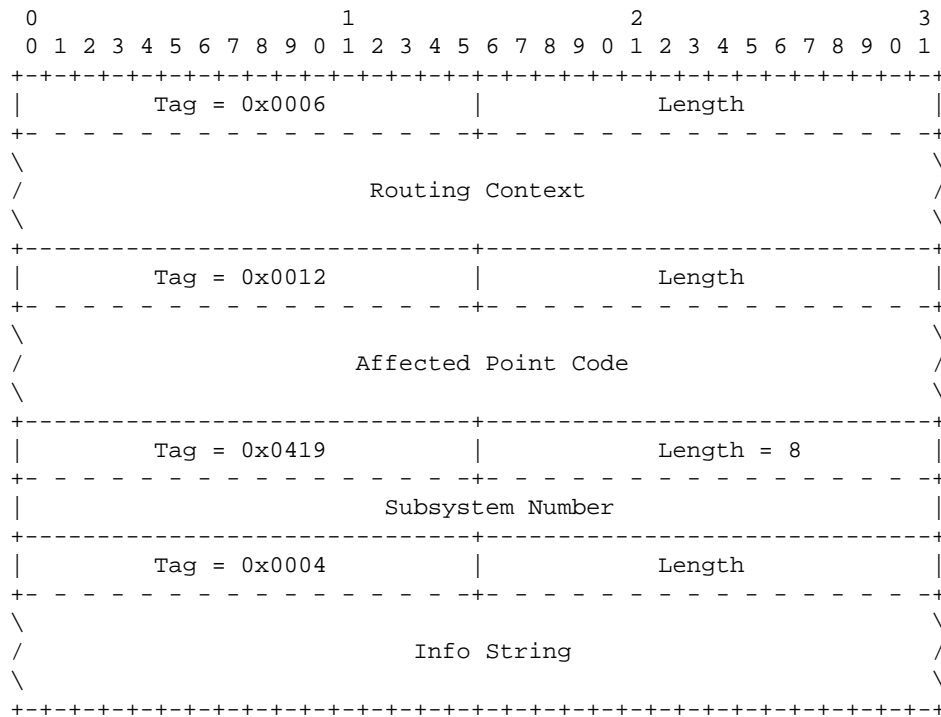 0                   1                   2                   3
0 1 2 3 4 5 6 7 8 9 0 1 2 3 4 5 6 7 8 9 0 1 2 3 4 5 6 7 8 9 0 1
+-+-+-+-+-+-+-+-+-+-+-+-+-+-+-+-+-+-+-+-+-+-+-+-+-+-+-+-+-+-+-+-+
|         Tag = 0x0006          |            Length             |
+- - - - - - - - - - - - - - - -+- - - - - - - - - - - - - - - -+
\                                                               \
/                        Routing Context                        /
\                                                               \
+-------------------------------+-------------------------------+
|         Tag = 0x0012          |            Length             |
+- - - - - - - - - - - - - - - -+- - - - - - - - - - - - - - - -+
\                                                               \
/                       Affected Point Code                     /
\                                                               \
+-------------------------------+-------------------------------+
|         Tag = 0x0419          |            Length = 8         |
+- - - - - - - - - - - - - - - -+- - - - - - - - - - - - - - - -+
|                         Subsystem Number                      |
+-------------------------------+-------------------------------+
|         Tag = 0x0004          |            Length             |
+- - - - - - - - - - - - - - - -+- - - - - - - - - - - - - - - -+
\                                                               \
/                           Info String                         /
\                                                               \
+-+-+-+-+-+-+-+-+-+-+-+-+-+-+-+-+-+-+-+-+-+-+-+-+-+-+-+-+-+-+-+-+